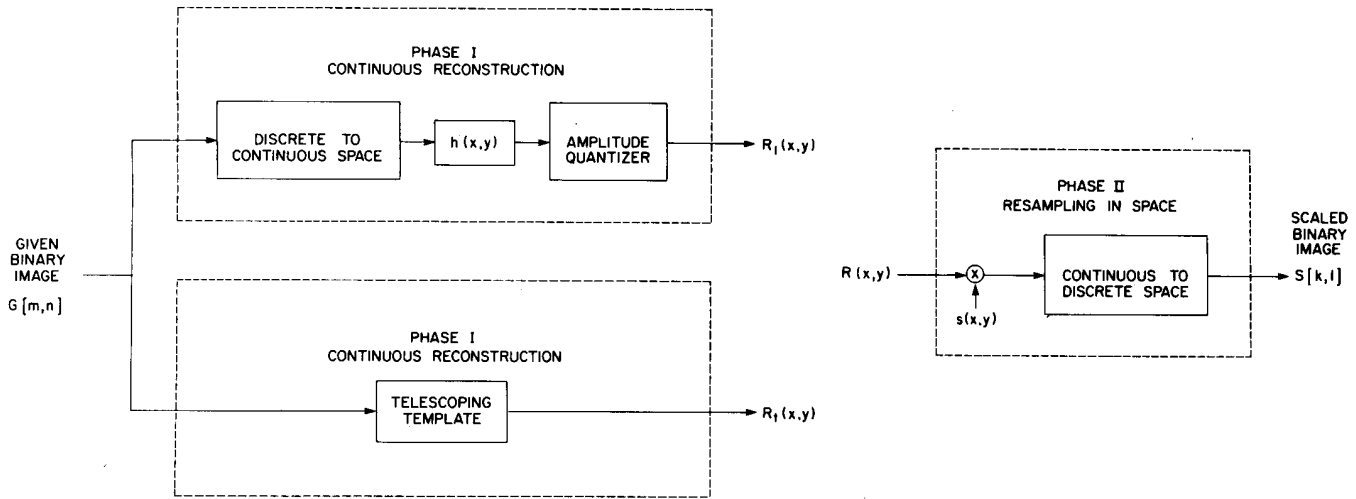 PHASE I
CONTINUOUS RECONSTRUCTION
DISCRETE TO
CONTINUOUS SPACE
h(x,y)
AMPLITUDE
QUANTIZER
R₁(x,y)
GIVEN
BINARY
IMAGE
G[m,n]
PHASE I
CONTINUOUS RECONSTRUCTION
TELESCOPING
TEMPLATE
Rₜ(x,y)
PHASE II
RESAMPLING IN SPACE
R(x,y)
X
s(x,y)
CONTINUOUS TO
DISCRETE SPACE
SCALED
BINARY
IMAGE
S[k,l]